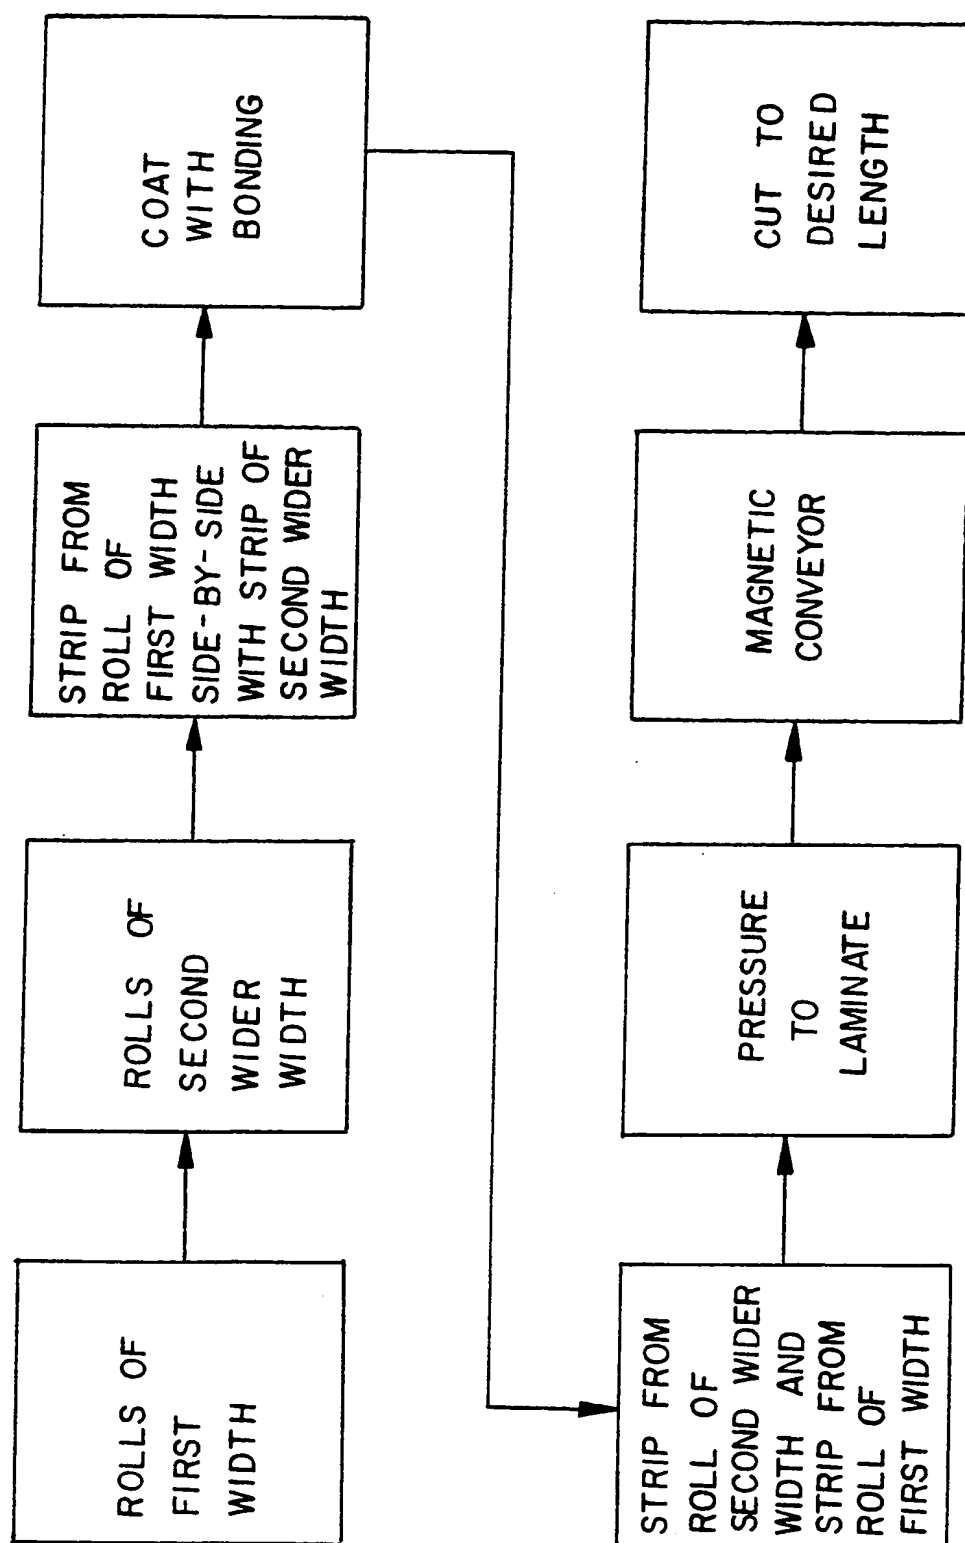 ROLLS OF
FIRST
WIDTH
ROLLS OF
SECOND
WIDER
WIDTH
STRIP FROM
ROLL OF
FIRST WIDTH
SIDE-BY-SIDE
WITH STRIP OF
SECOND WIDER
WIDTH
COAT
WITH
BONDING
STRIP FROM
ROLL OF
SECOND WIDER
WIDTH AND
STRIP FROM
ROLL OF
FIRST WIDTH
PRESSURE
TO
LAMINATE
MAGNETIC
CONVEYOR
CUT TO
DESIRED
LENGTH